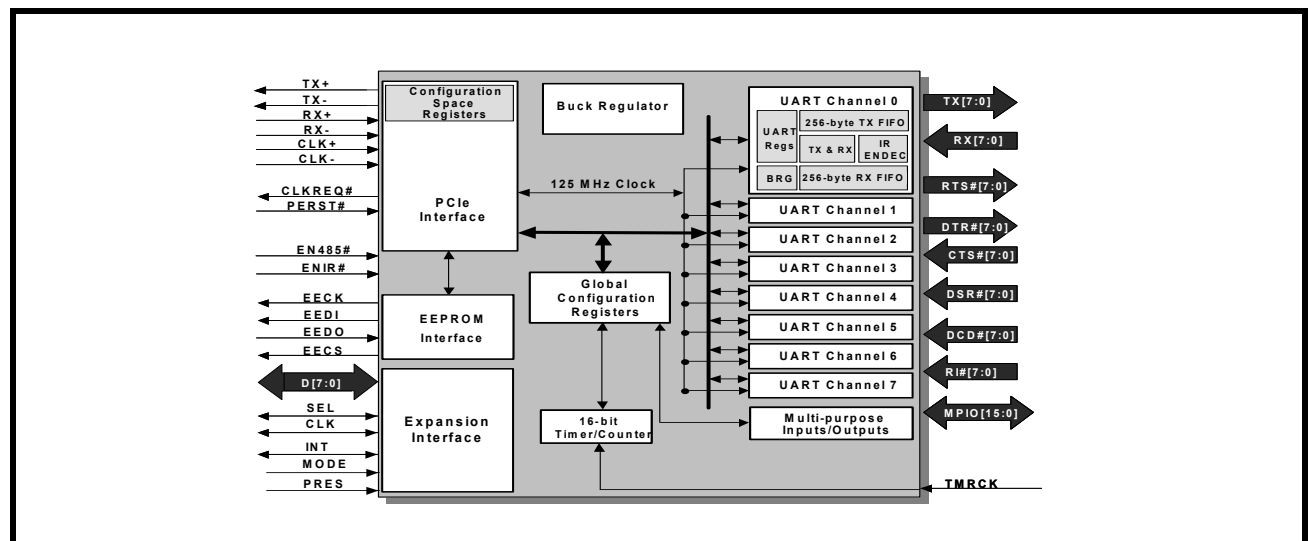 TX+
TX-
RX+
RX-
CLK+
CLK-
CLKREQ#
PERST#
EN485#
ENIR#
EECK
EEDI
EEDO
EECS
D[7:0]
SEL
CLK
INT
MODE
PRES
Configuration
Space
Registers
PCIe
Interface
EEPROM
Interface
Expansion
Interface
Buck Regulator
125 MHz Clock
Global
Configuration
Registers
16-bit
Timer/Counter
UART Channel 0
UART
Regs
256-byte TX FIFO
TX & RX
IR
ENDEC
BRG
256-byte RX FIFO
UART Channel 1
UART Channel 2
UART Channel 3
UART Channel 4
UART Channel 5
UART Channel 6
UART Channel 7
Multi-purpose
Inputs/Outputs
TX[7:0]
RX[7:0]
RTS#[7:0]
DTR#[7:0]
CTS#[7:0]
DSR#[7:0]
DCD#[7:0]
RI#[7:0]
MPIO[15:0]
TMRCK